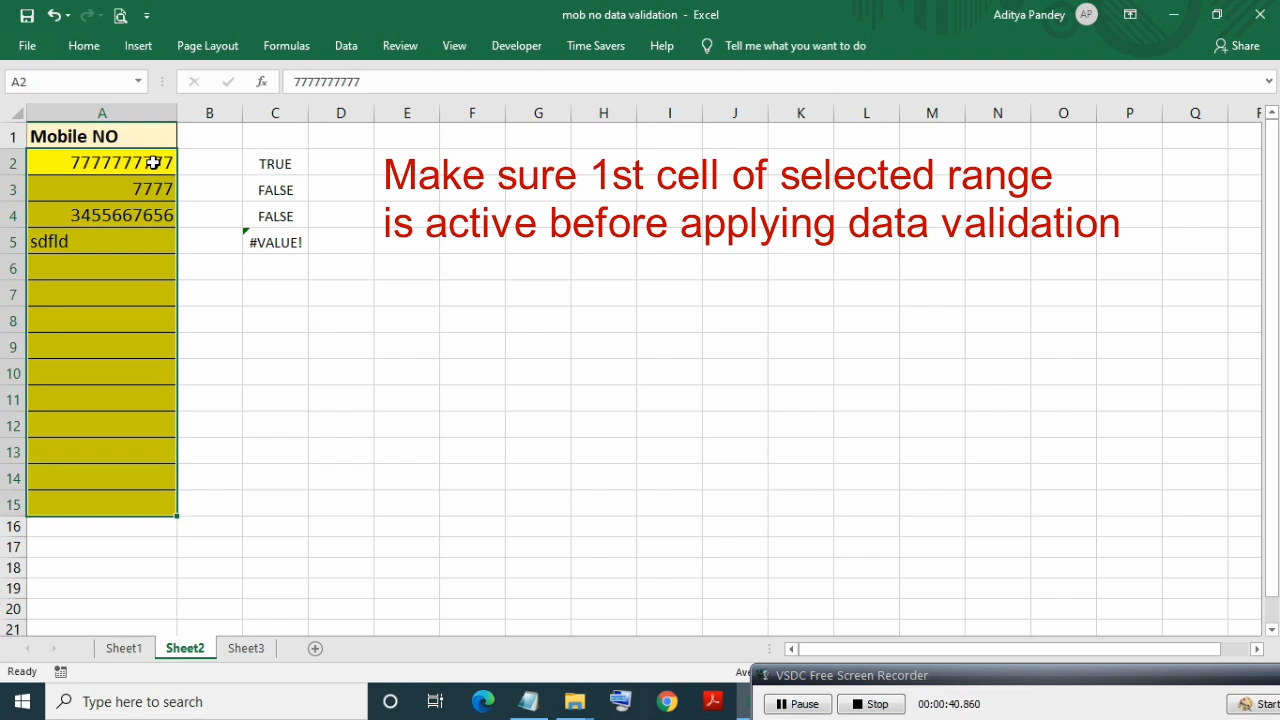 mob no data validation - Excel
Aditya Pandey AP
File Home Insert Page Layout Formulas Data Review View Developer Time Savers Help Tell me what you want to do Share
A2 fx 7777777777
A B C D E F G H I J K L M N O P Q
1 Mobile NO
2 7777777777 TRUE
3 7777 FALSE
4 3455667656 FALSE
5 sdfld #VALUE!
6
7
8
9
10
11
12
13
14
15
16
17
18
19
20
21
Make sure 1st cell of selected range
is active before applying data validation
Sheet1 Sheet2 Sheet3
Ready
VSDC Free Screen Recorder
Type here to search
Pause Stop 00:00:40.860